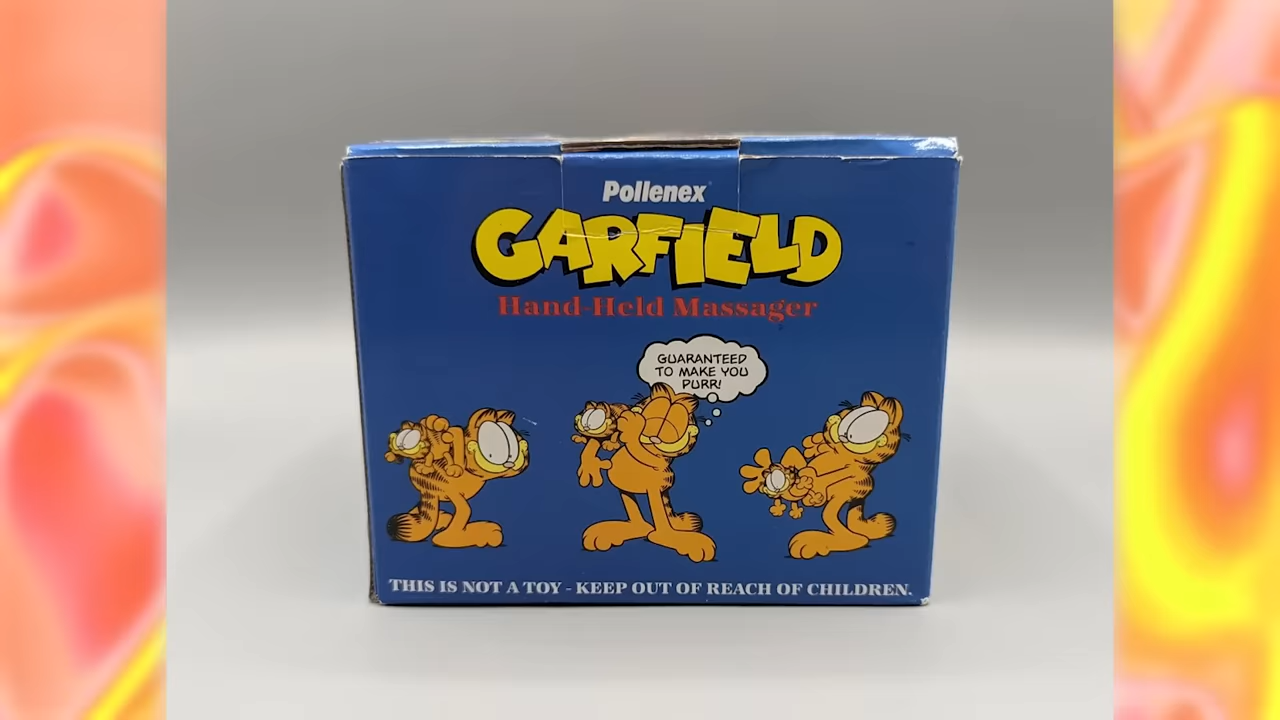 Pollenex
GARFIELD
Hand-Held Massager
GUARANTEED
TO MAKE YOU
PURR!
THIS IS NOT A TOY - KEEP OUT OF REACH OF CHILDREN.